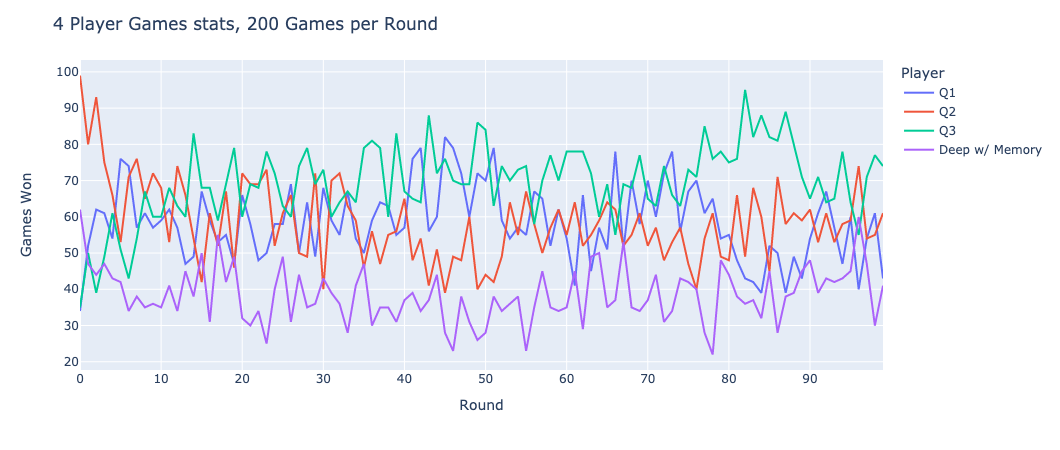 4 Player Games stats, 200 Games per Round
Player
Q1
Q2
Q3
Deep w/ Memory
Games Won
100
90
80
70
60
50
40
30
20
0 10 20 30 40 50 60 70 80 90
Round